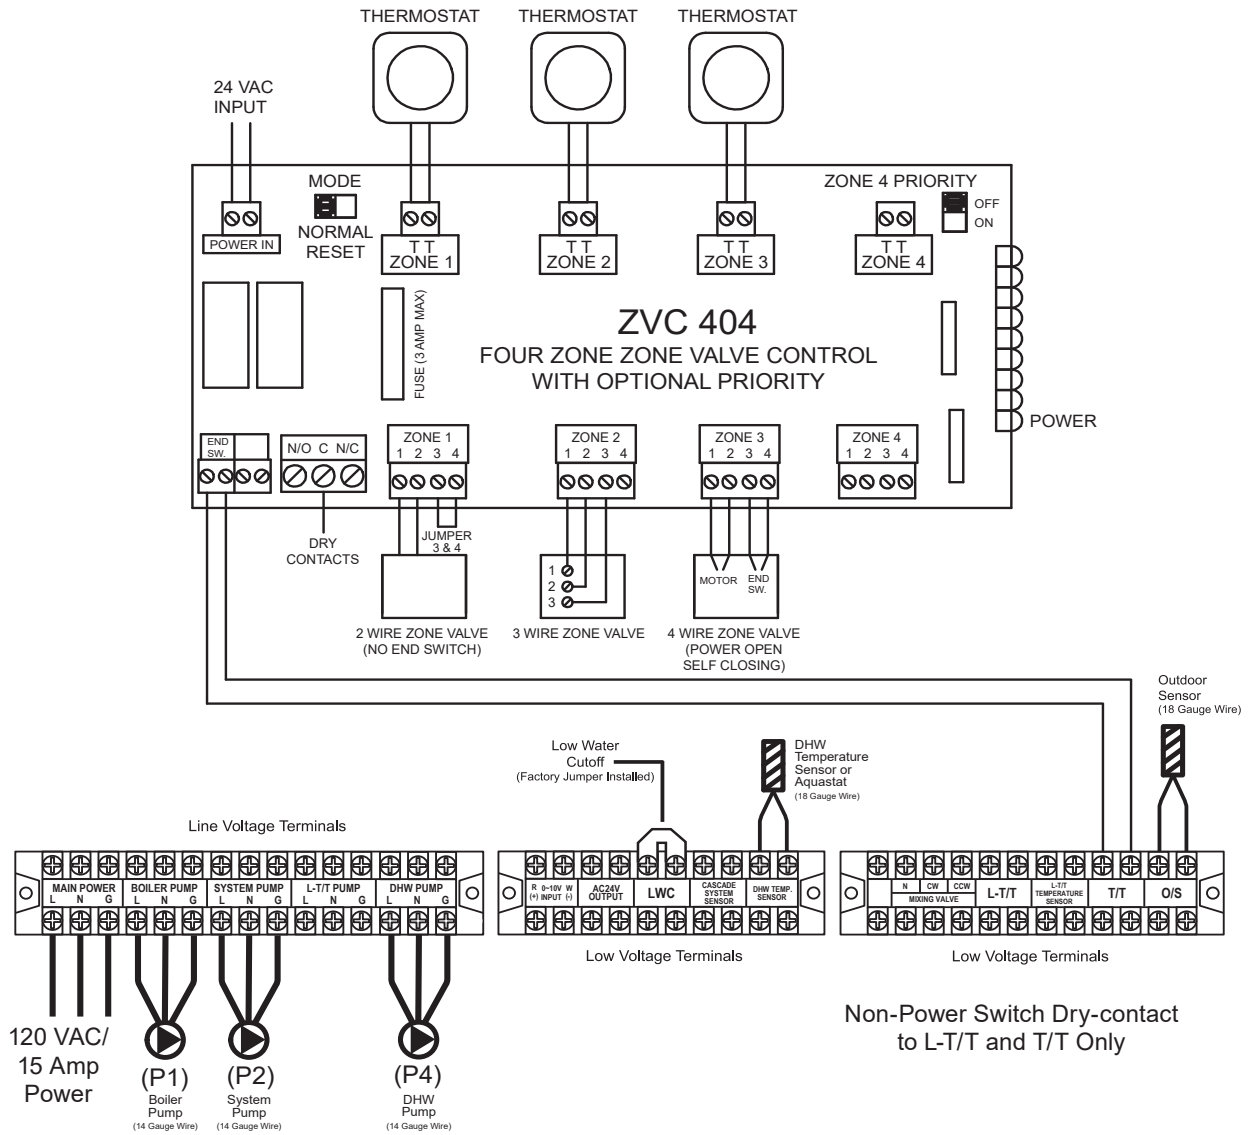 THERMOSTAT
THERMOSTAT
THERMOSTAT
24 VAC
INPUT
MODE
NORMAL
RESET
POWER IN
T T
ZONE 1
T T
ZONE 2
T T
ZONE 3
T T
ZONE 4
ZONE 4 PRIORITY
OFF
ON
FUSE (3 AMP MAX)
ZVC 404
FOUR ZONE ZONE VALVE CONTROL
WITH OPTIONAL PRIORITY
POWER
END
SW.
N/O C N/C
ZONE 1
1 2 3 4
ZONE 2
1 2 3 4
ZONE 3
1 2 3 4
ZONE 4
1 2 3 4
DRY
CONTACTS
JUMPER
3 & 4
1
2
3
MOTOR
END
SW.
2 WIRE ZONE VALVE
(NO END SWITCH)
3 WIRE ZONE VALVE
4 WIRE ZONE VALVE
(POWER OPEN
SELF CLOSING)
Outdoor
Sensor
(18 Gauge Wire)
Low Water
Cutoff
(Factory Jumper Installed)
DHW
Temperature
Sensor or
Aquastat
(18 Gauge Wire)
Line Voltage Terminals
MAIN POWER
L N G
BOILER PUMP
L N G
SYSTEM PUMP
L N G
L-T/T PUMP
L N G
DHW PUMP
L N G
R 0~10V W
(+) INPUT (-)
AC24V
OUTPUT
LWC
CASCADE
SYSTEM
SENSOR
DHW TEMP.
SENSOR
N CW CCW
MIXING VALVE
L-T/T
L-T/T
TEMPERATURE
SENSOR
T/T
O/S
Low Voltage Terminals
Low Voltage Terminals
120 VAC/
15 Amp
Power
(P1)
Boiler
Pump
(14 Gauge Wire)
(P2)
System
Pump
(14 Gauge Wire)
(P4)
DHW
Pump
(14 Gauge Wire)
Non-Power Switch Dry-contact
to L-T/T and T/T Only